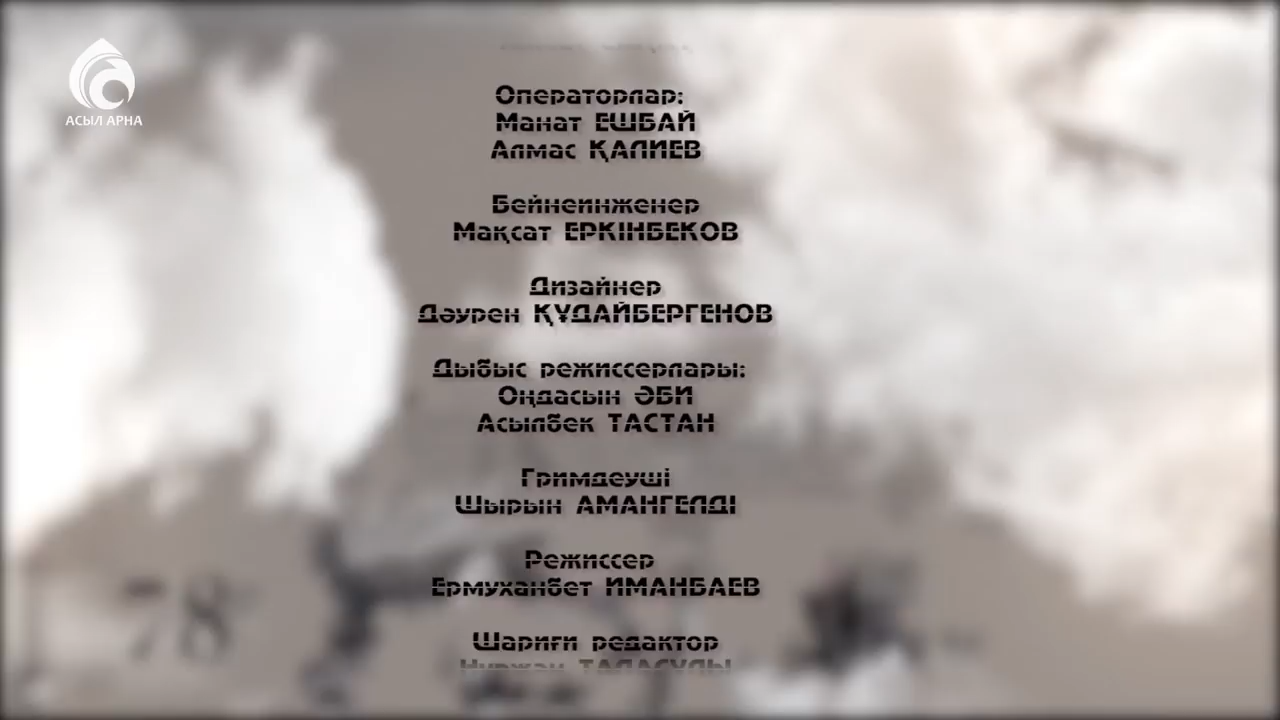 АСЫЛ АРНА
Операторлар:
Манат ЕШБАЙ
Алмас ҚАЛИЕВ
Бейнеинженер
Мақсат ЕРКІНБЕКОВ
Дизайнер
Дәурен ҚҰДАЙБЕРГЕНОВ
Дыбыс режиссерлары:
Оңдасын ӘБИ
Асылбек ТАСТАН
Гримдеуші
Шырын АМАНГЕЛДІ
Режиссер
Ермуханбет ИМАНБАЕВ
Шариғи редактор
78